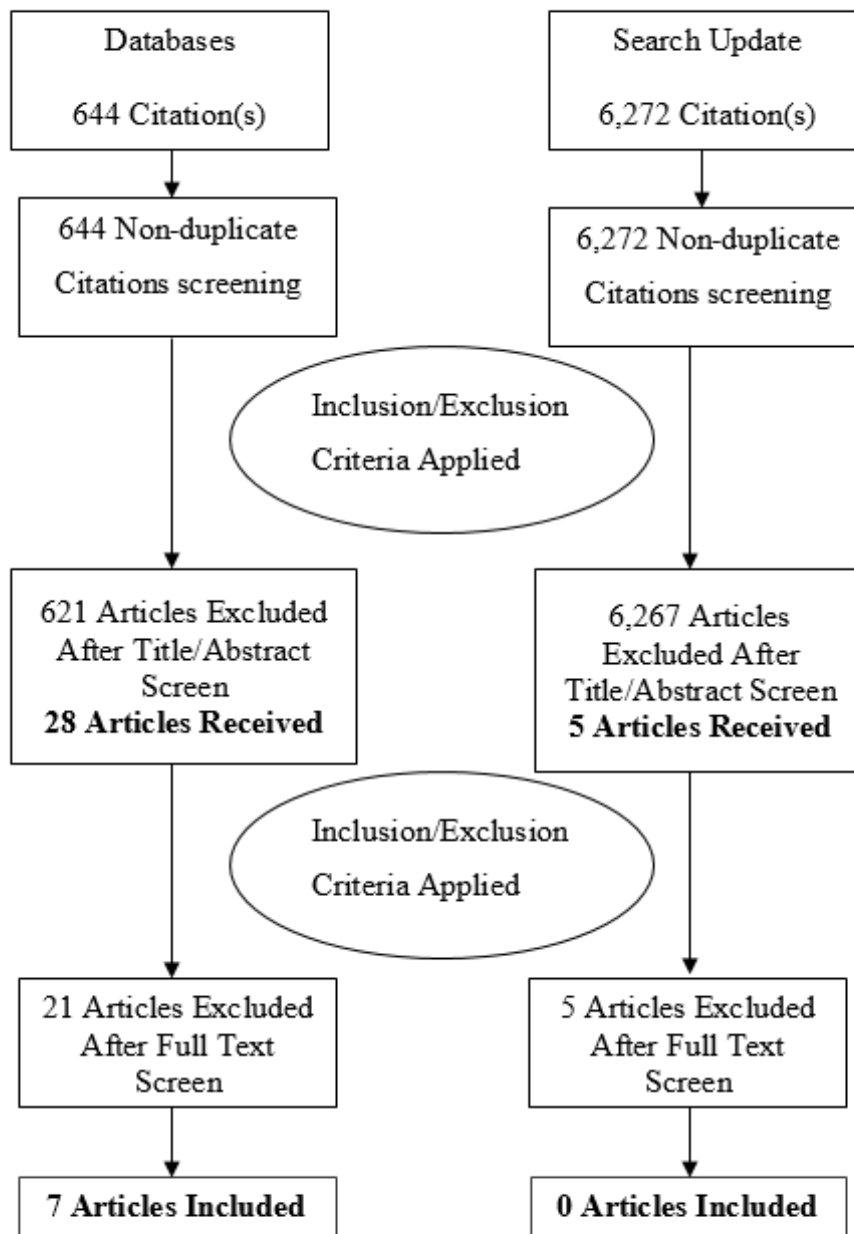 Databases
644 Citation(s)
Search Update
6,272 Citation(s)
644 Non-duplicate
Citations screening
6,272 Non-duplicate
Citations screening
Inclusion/Exclusion
Criteria Applied
621 Articles Excluded
After Title/Abstract
Screen
28 Articles Received
6,267 Articles
Excluded After
Title/Abstract Screen
5 Articles Received
Inclusion/Exclusion
Criteria Applied
21 Articles Excluded
After Full Text
Screen
5 Articles Excluded
After Full Text
Screen
7 Articles Included
0 Articles Included